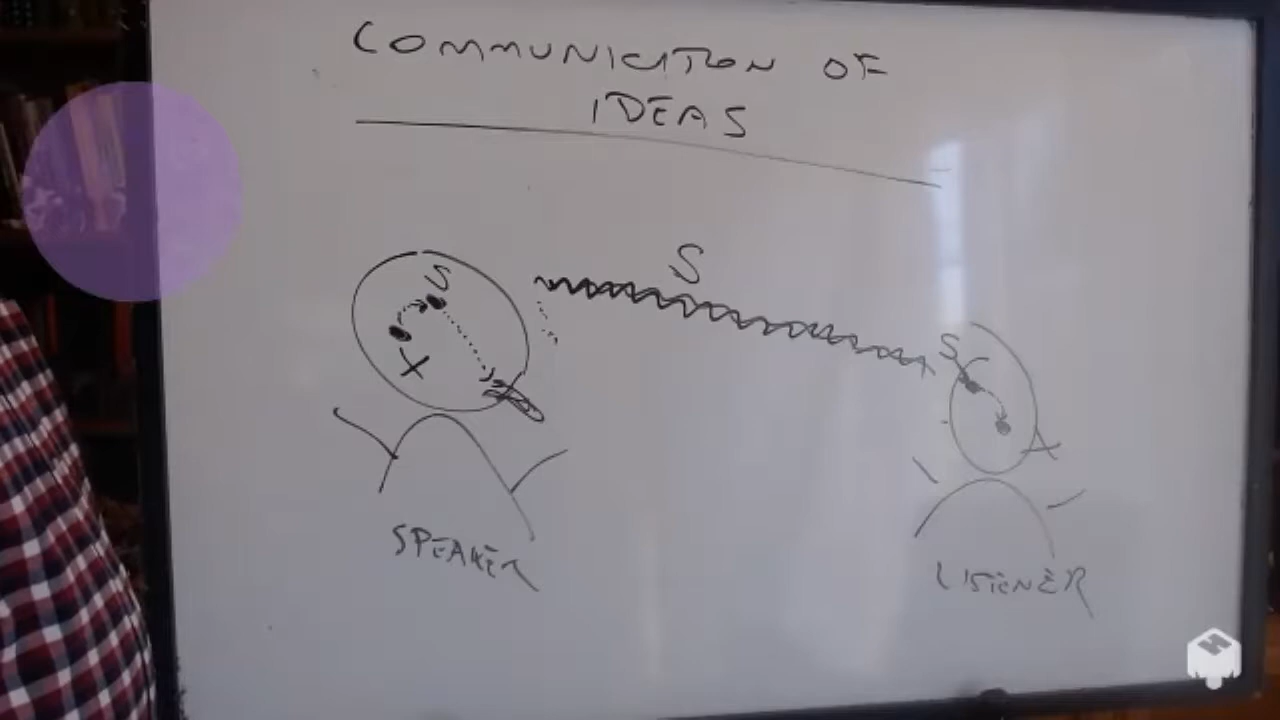 COMMUNICATION OF
IDEAS
S
S
X
S
X
SPEAKER
LISTENER